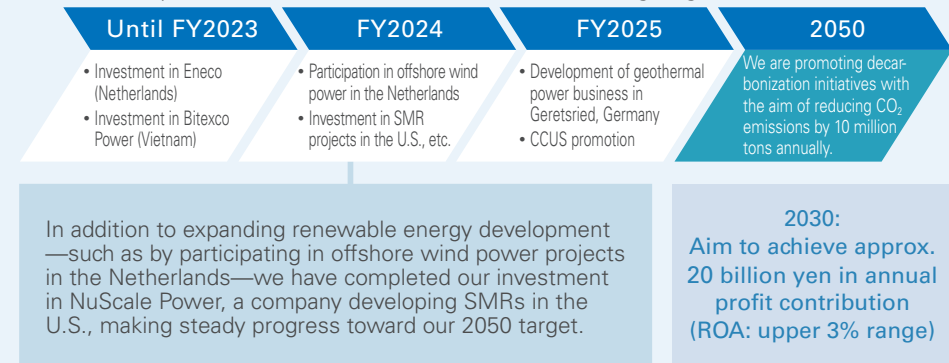 Until FY2023
• Investment in Eneco
(Netherlands)
• Investment in Bitexco
Power (Vietnam)
FY2024
• Participation in offshore wind
power in the Netherlands
• Investment in SMR
projects in the U.S., etc.
FY2025
• Development of geothermal
power business in
Geretsried, Germany
• CCUS promotion
2050
We are promoting decar-
bonization initiatives with
the aim of reducing CO₂
emissions by 10 million
tons annually.
In addition to expanding renewable energy development
—such as by participating in offshore wind power projects
in the Netherlands—we have completed our investment
in NuScale Power, a company developing SMRs in the
U.S., making steady progress toward our 2050 target.
2030:
Aim to achieve approx.
20 billion yen in annual
profit contribution
(ROA: upper 3% range)